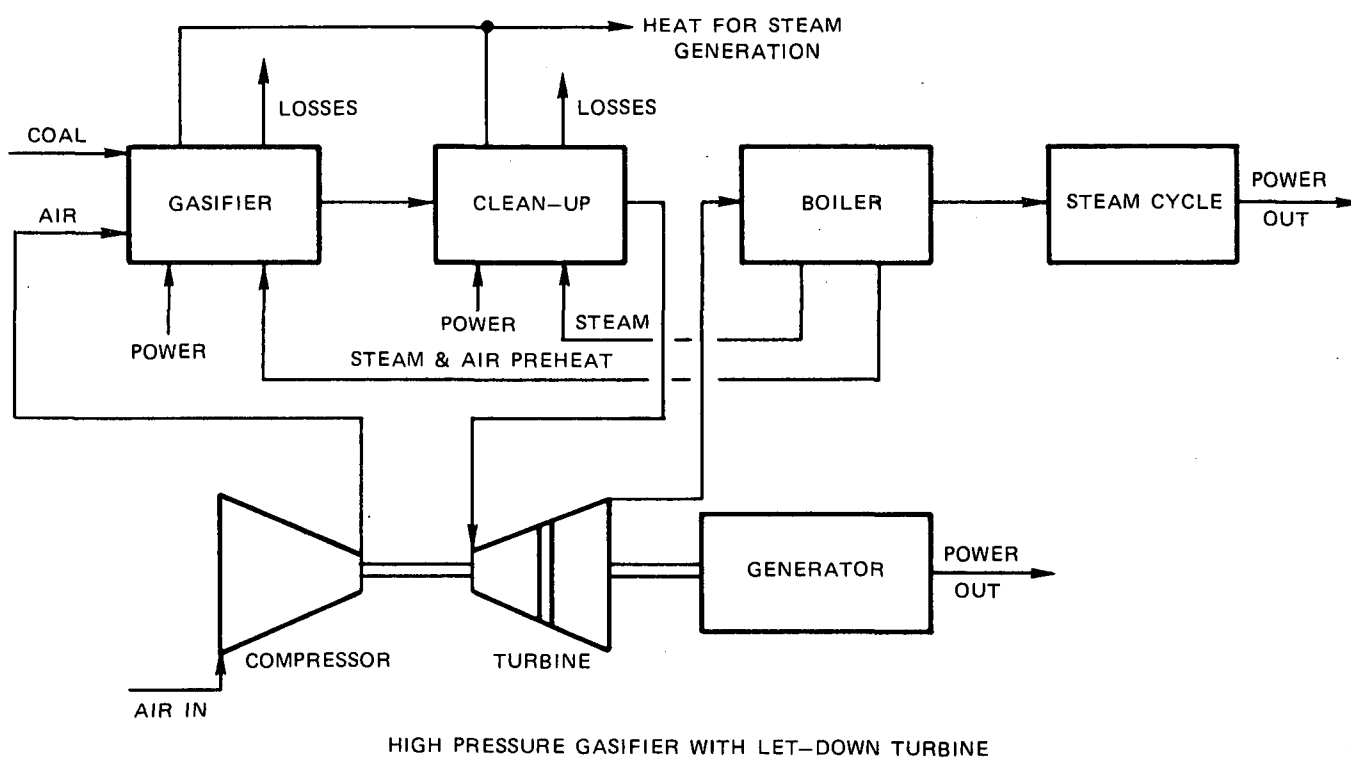 HEAT FOR STEAM
GENERATION
LOSSES
LOSSES
COAL
AIR
GASIFIER
CLEAN-UP
BOILER
STEAM CYCLE
POWER
OUT
POWER
POWER
STEAM
STEAM & AIR PREHEAT
COMPRESSOR
TURBINE
GENERATOR
POWER
OUT
AIR IN
HIGH PRESSURE GASIFIER WITH LET-DOWN TURBINE